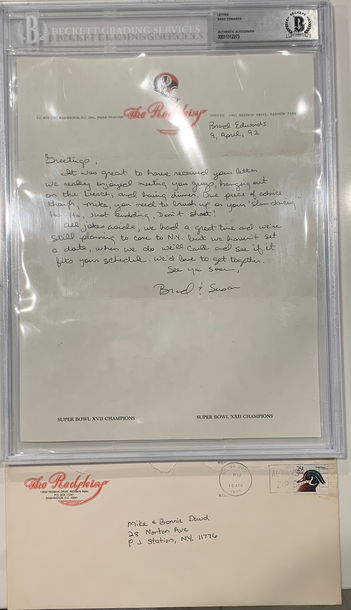 BECKETT GRADING SERVICES
LETTER
BRAD EDWARDS
AUTHENTIC AUTOGRAPH
BECKETT
The Redskins
Brad Edwards
9, April, 92
Greetings,
It was great to have received your letter.
We really enjoyed meeting you guys, hanging out
on the beach, and having dinner. One piece of advice
though, Mike, you need to brush up on your "slam dancing"
Ha Ha, Just kidding. Don't shoot!
All jokes aside, we had a great time and we're
still planning to come to N.Y. but we haven't set
a date, when we do we'll call and see if it
fits your schedule. We'd love to get together.
See ya soon,
Brad & Susan
SUPER BOWL XVII CHAMPIONS
SUPER BOWL XXII CHAMPIONS
The Redskins
29
Mike & Bonnie Dowd
28 Norton Ave
P.J. Station, N.Y. 11776